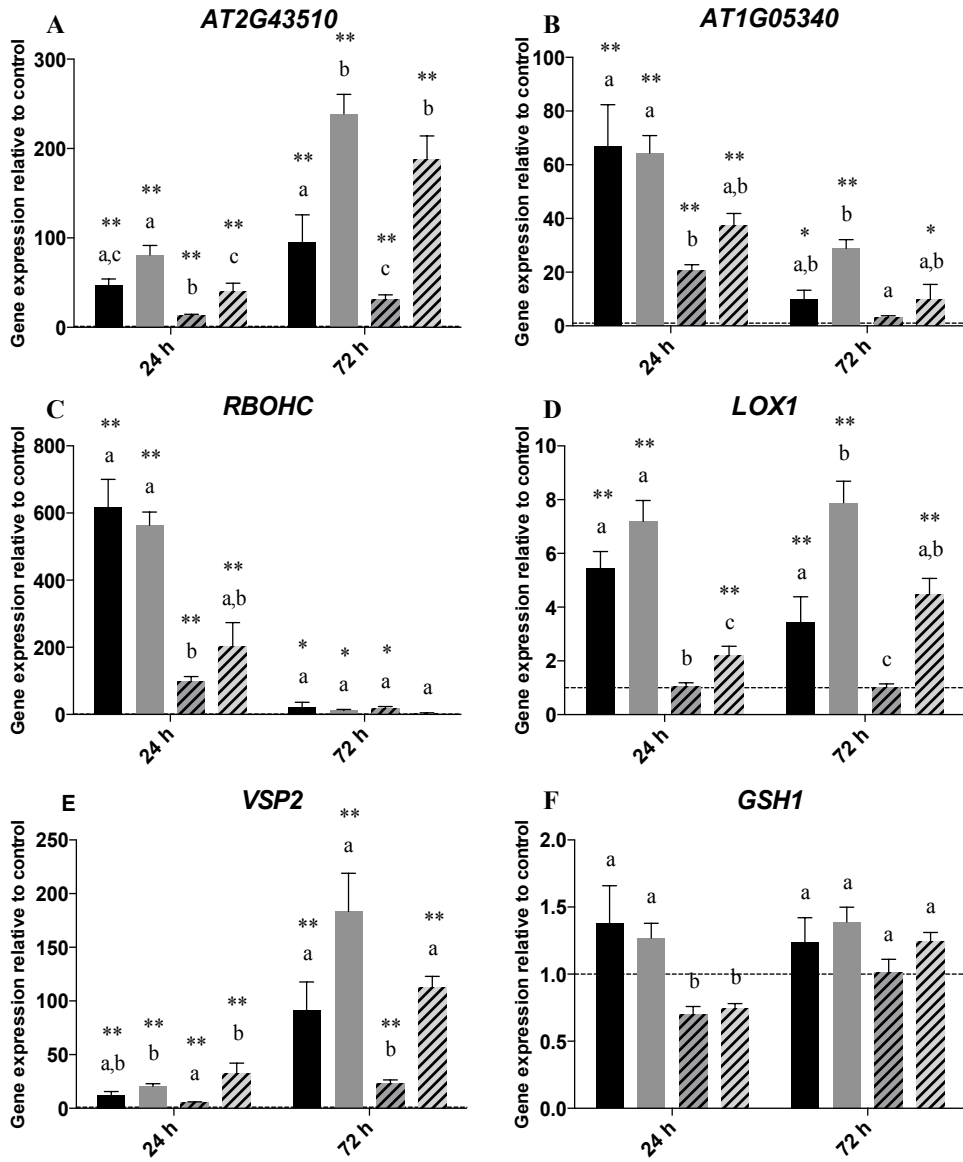 A AT2G43510
Gene expression relative to control
300
200
100
0
** ** ** ** ** ** ** **
a,c a b c a b c b
24 h 72 h
B AT1G05340
Gene expression relative to control
100
80
60
40
20
0
** ** ** ** * ** *
a a b a,b a,b b a a,b
24 h 72 h
C RBOHC
Gene expression relative to control
800
600
400
200
0
** ** ** ** * * *
a a b a,b a a a a
24 h 72 h
D LOX1
Gene expression relative to control
10
8
6
4
2
0
** ** ** ** ** **
a a b c a b c a,b
24 h 72 h
E VSP2
Gene expression relative to control
250
200
150
100
50
0
** ** ** ** ** ** ** **
a,b b a b a a b a
24 h 72 h
F GSH1
Gene expression relative to control
2.0
1.5
1.0
0.5
0.0
a a b b a a a a
24 h 72 h